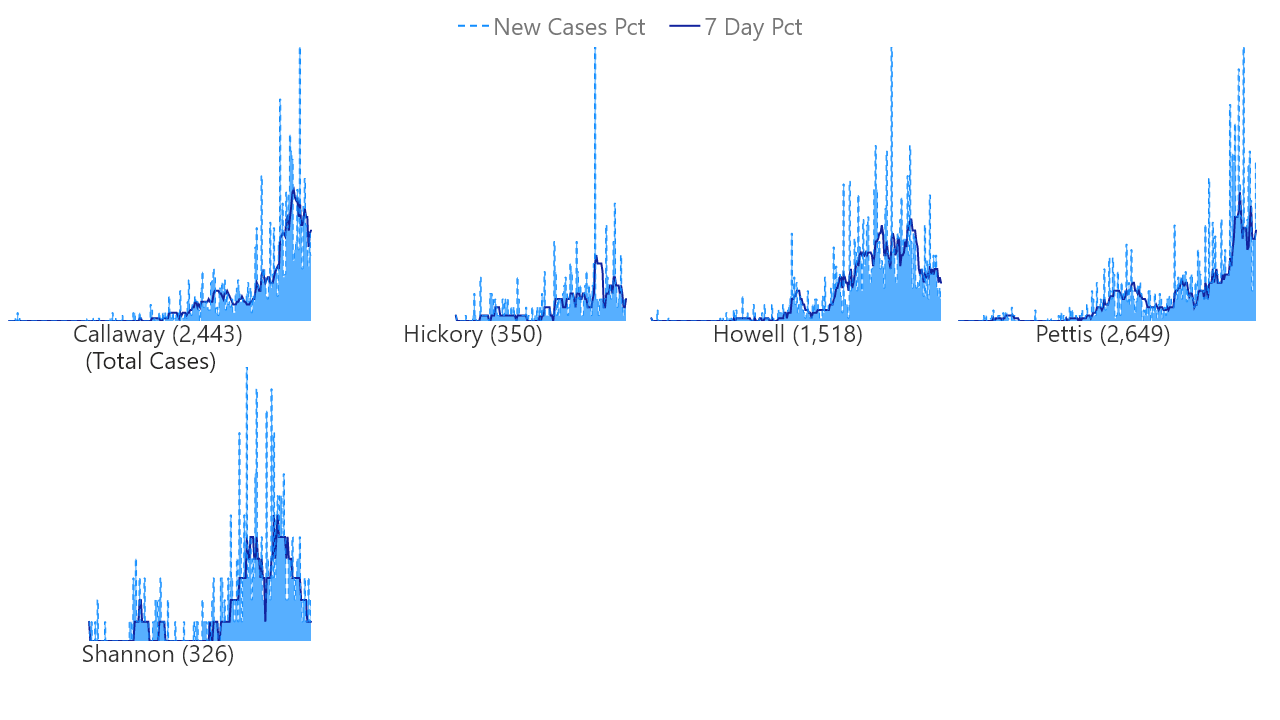 New Cases Pct 7 Day Pct
Callaway (2,443) Hickory (350) Howell (1,518) Pettis (2,649)
(Total Cases)
Shannon (326)